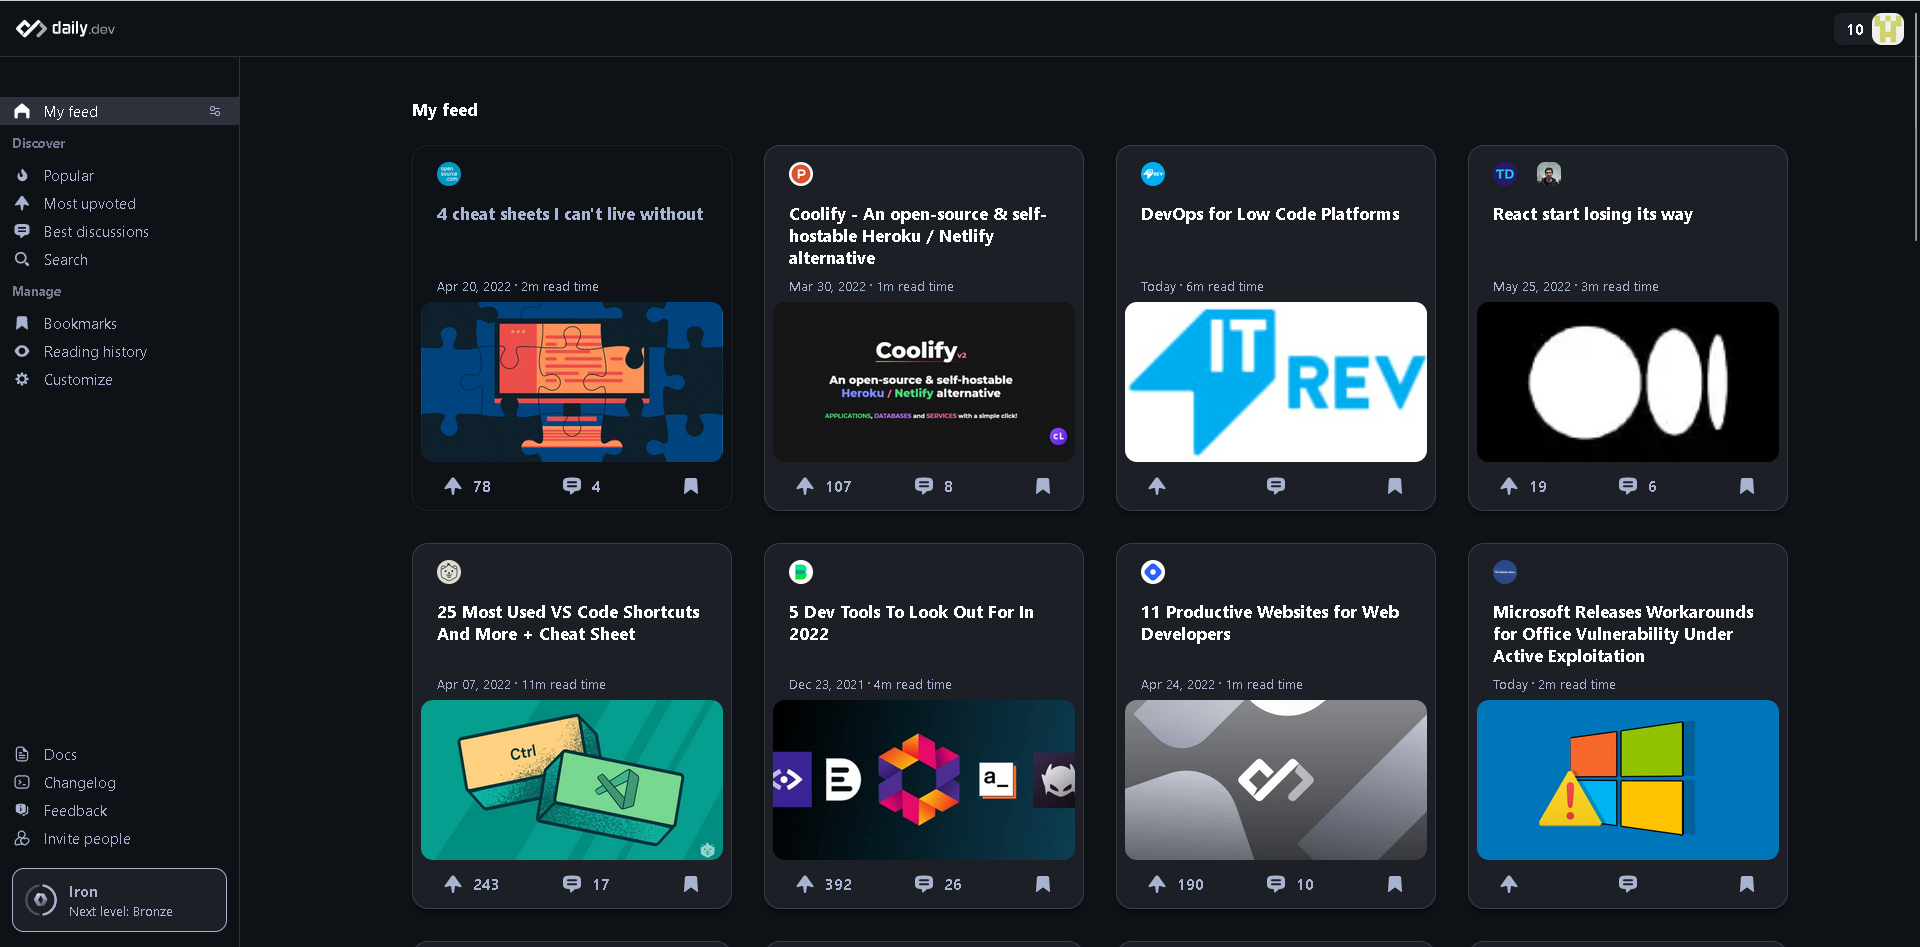 daily.dev
10
My feed
Discover
Popular
Most upvoted
Best discussions
Search
Manage
Bookmarks
Reading history
Customize
Docs
Changelog
Feedback
Invite people
Iron
Next level: Bronze
My feed
open
source
.com
4 cheat sheets I can't live without
Apr 20, 2022 · 2m read time
78
4
P
Coolify - An open-source & self-
hostable Heroku / Netlify
alternative
Mar 30, 2022 · 1m read time
Coolify v2
An open-source & self-hostable
Heroku / Netlify alternative
APPLICATIONS, DATABASES and SERVICES with a simple click!
cL
107
8
REV
DevOps for Low Code Platforms
Today · 6m read time
IT
REV
TD
React start losing its way
May 25, 2022 · 3m read time
19
6
25 Most Used VS Code Shortcuts
And More + Cheat Sheet
Apr 07, 2022 · 11m read time
Ctrl
243
17
5 Dev Tools To Look Out For In
2022
Dec 23, 2021 · 4m read time
a_
392
26
11 Productive Websites for Web
Developers
Apr 24, 2022 · 1m read time
190
10
Microsoft Releases Workarounds
for Office Vulnerability Under
Active Exploitation
Today · 2m read time